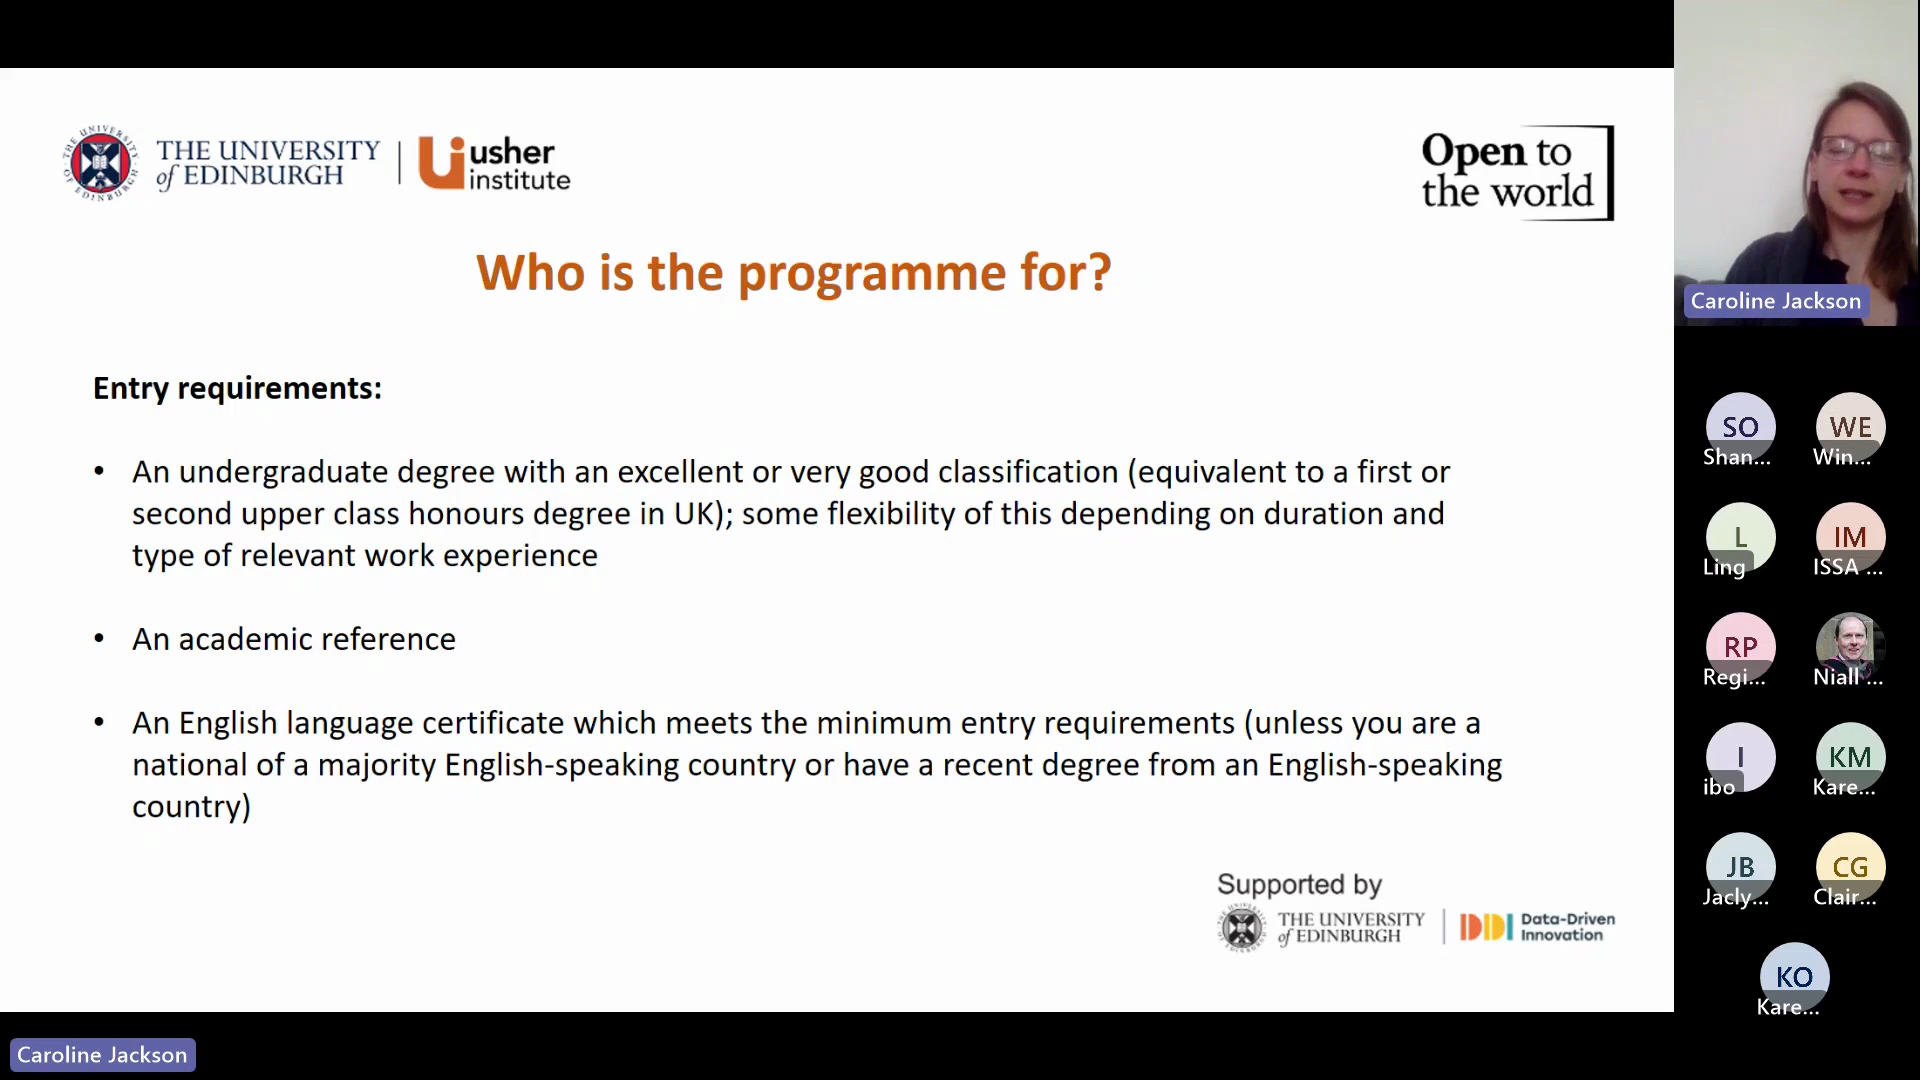 THE UNIVERSITY
of EDINBURGH
usher
institute
Open to
the world
Who is the programme for?
Entry requirements:
• An undergraduate degree with an excellent or very good classification (equivalent to a first or
second upper class honours degree in UK); some flexibility of this depending on duration and
type of relevant work experience
• An academic reference
• An English language certificate which meets the minimum entry requirements (unless you are a
national of a majority English-speaking country or have a recent degree from an English-speaking
country)
Supported by
THE UNIVERSITY
of EDINBURGH
DDI
Data-Driven
Innovation
Caroline Jackson
Caroline Jackson
SO
Shan...
WE
Win...
L
Ling
IM
ISSA ...
RP
Regi...
Niall ...
I
ibo
KM
Kare...
JB
Jacly...
CG
Clair...
KO
Kare...